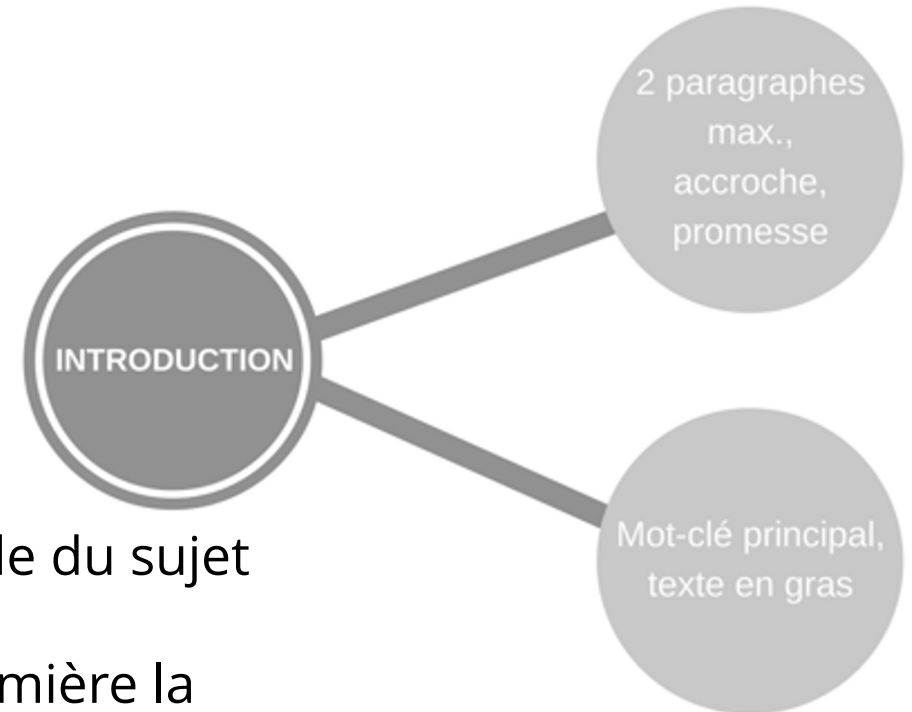 2 paragraphes
max.,
accroche,
promesse
INTRODUCTION
Mot-clé principal,
texte en gras
du sujet
la